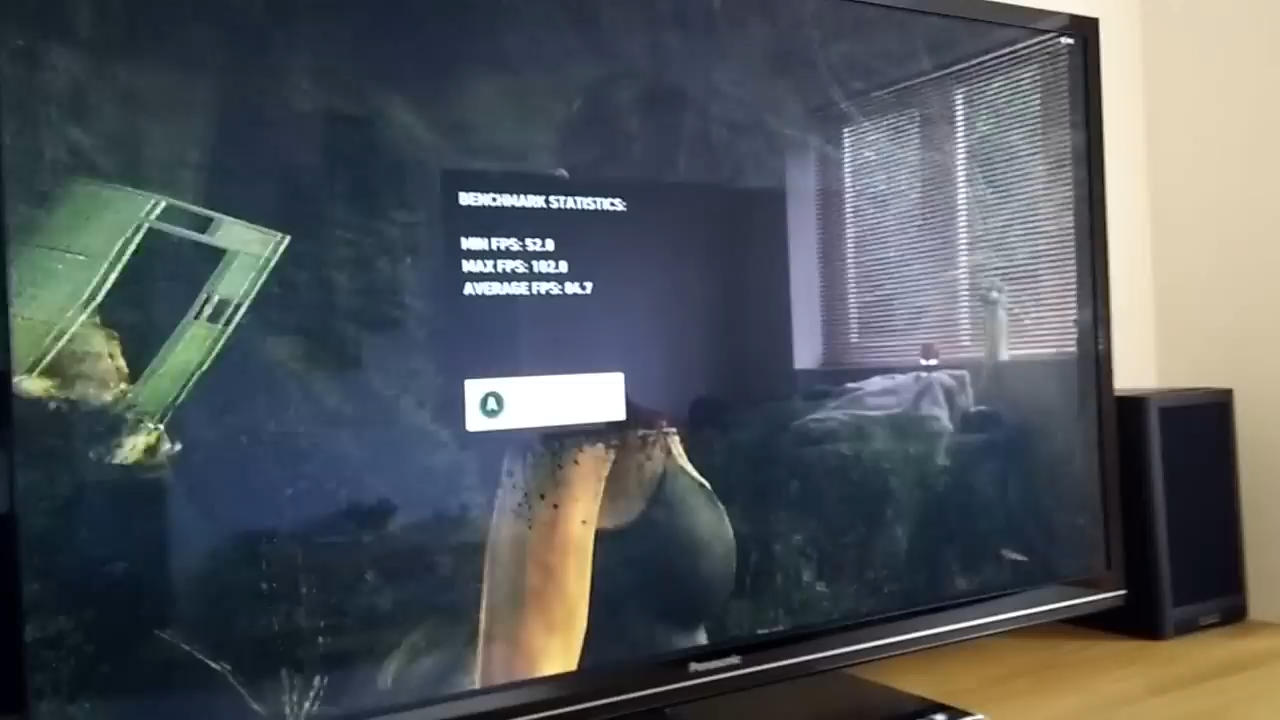 BENCHMARK STATISTICS:
MIN FPS: 52.0
MAX FPS: 102.0
AVERAGE FPS: 84.7
A
Panasonic